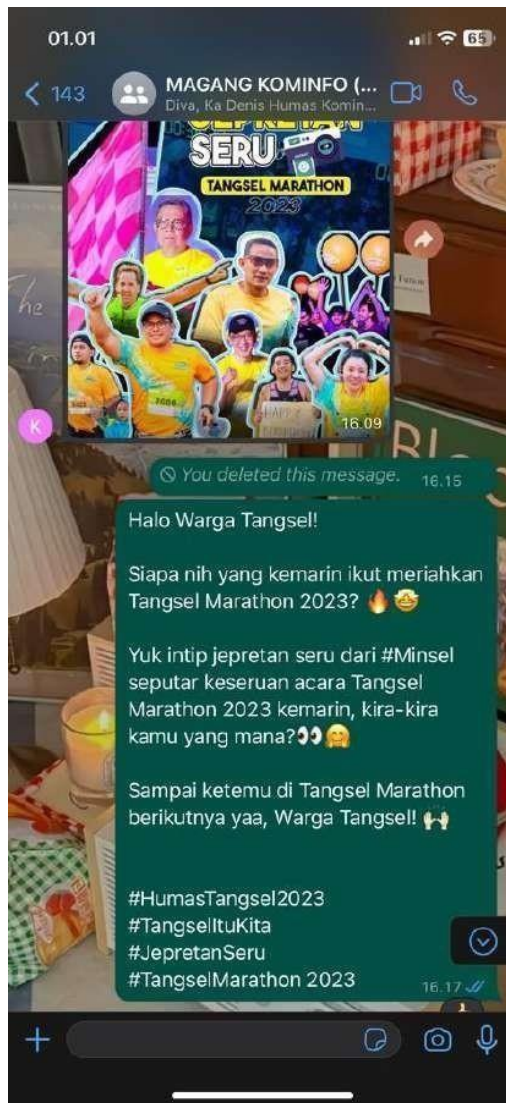 01.01
65
143
MAGANG KOMINFO (...
Diva, Ka Denis Humas Komin...
JEPRETAN
SERU
TANGSEL MARATHON
2023
The
HAPPY
16.09
K
You deleted this message. 16.15
Halo Warga Tangsel!
Siapa nih yang kemarin ikut meriahkan
Tangsel Marathon 2023? 🔥🤩
Yuk intip jepretan seru dari #Minsel
seputar keseruan acara Tangsel
Marathon 2023 kemarin, kira-kira
kamu yang mana?👀🤗
Sampai ketemu di Tangsel Marathon
berikutnya yaa, Warga Tangsel! 🙌🏻
#HumasTangsel2023
#TangselItuKita
#JepretanSeru
#TangselMarathon 2023
16.17